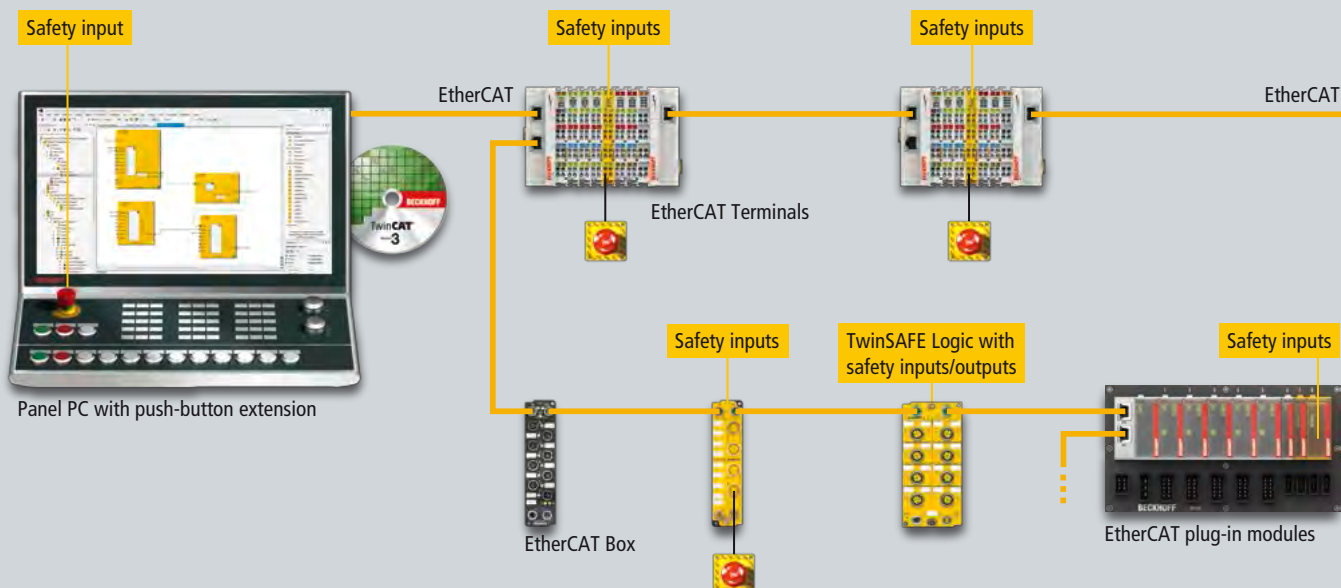 Safety input
Safety inputs
Safety inputs
EtherCAT
EtherCAT
BECKHOFF
TwinCAT
3
EtherCAT Terminals
Safety inputs
TwinSAFE Logic with
safety inputs/outputs
Safety inputs
Panel PC with push-button extension
BECKHOFF
EtherCAT Box
EtherCAT plug-in modules